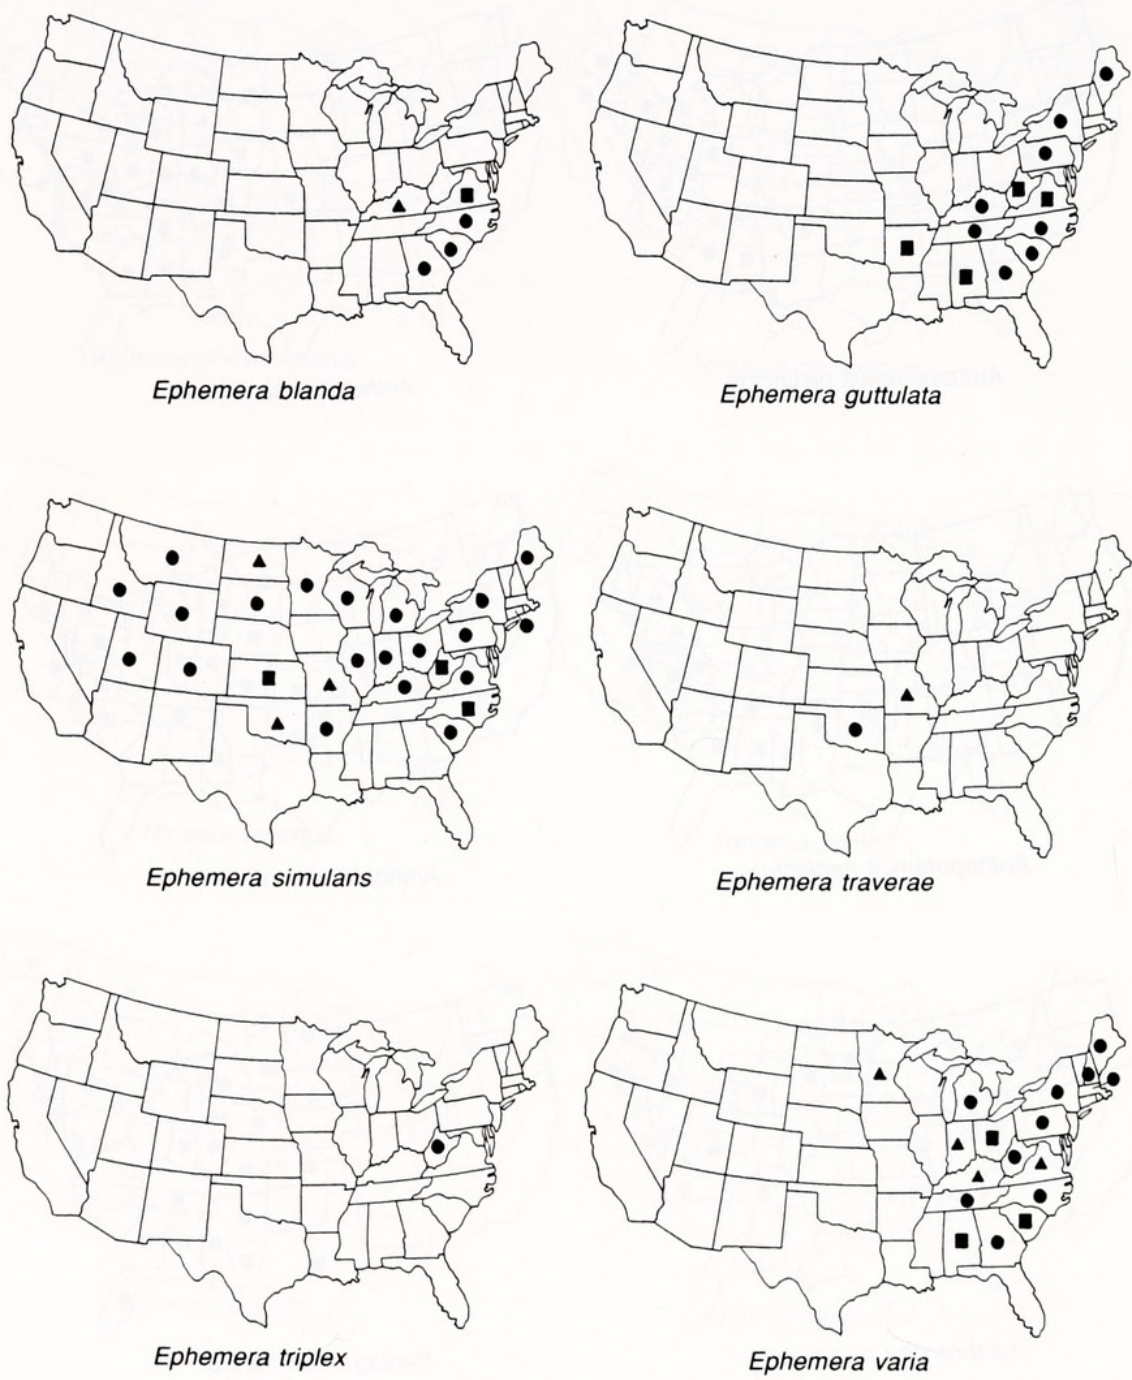 Ephemera blanda
Ephemera guttulata
Ephemera simulans
Ephemera traverae
Ephemera triplex
Ephemera varia